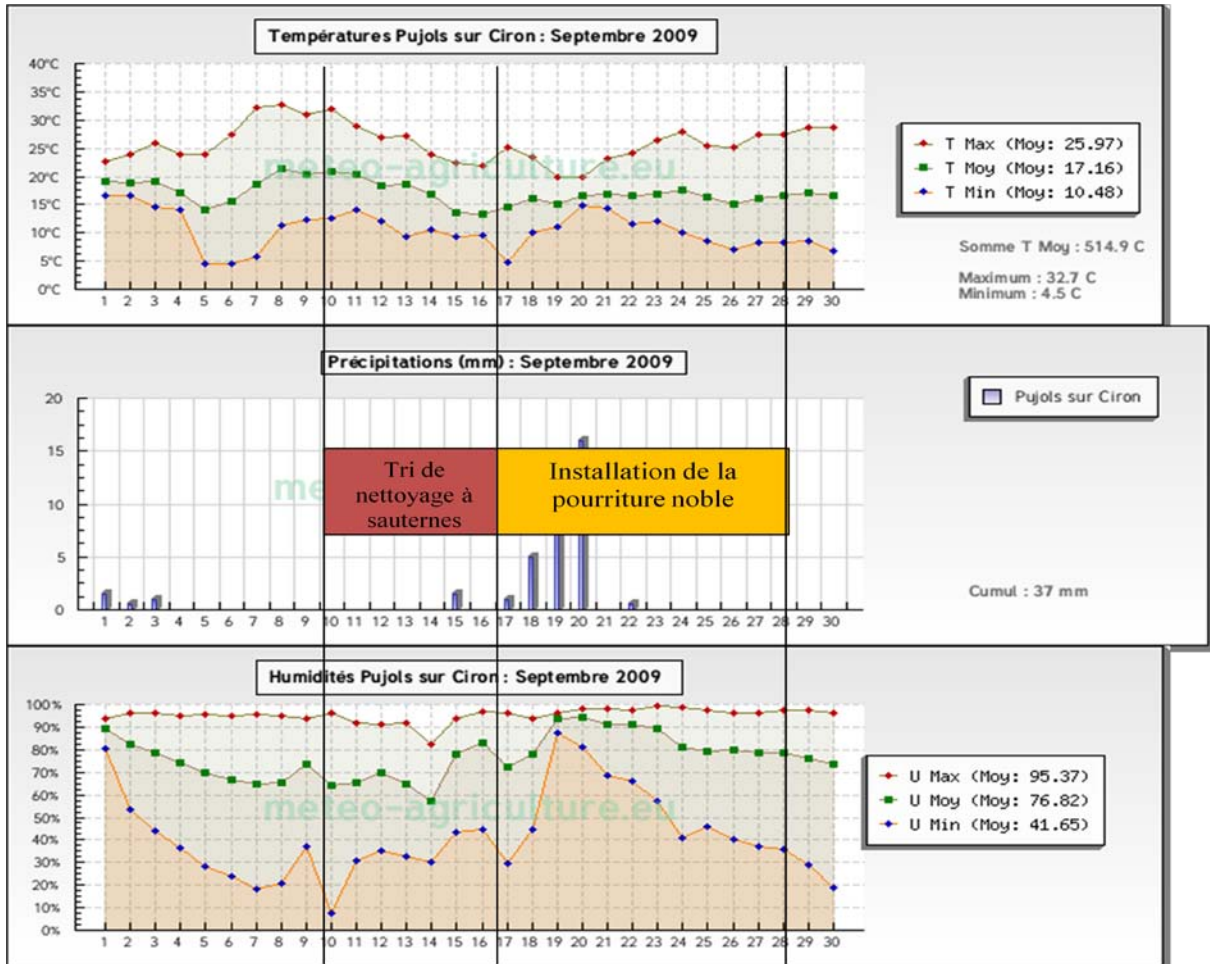 Températures Pujols sur Ciron : Septembre 2009
40°C
35°C
30°C
25°C
20°C
15°C
10°C
5°C
0°C
meteo-agriculture.eu
1 2 3 4 5 6 7 8 9 10 11 12 13 14 15 16 17 18 19 20 21 22 23 24 25 26 27 28 29 30
T Max (Moy: 25.97)
T Moy (Moy: 17.16)
T Min (Moy: 10.48)
Somme T Moy : 514.9 C
Maximum : 32.7 C
Minimum : 4.5 C
Précipitations (mm) : Septembre 2009
20
15
10
5
0
me
Tri de
nettoyage à
sauternes
Installation de la
pourriture noble
1 2 3 4 5 6 7 8 9 10 11 12 13 14 15 16 17 18 19 20 21 22 23 24 25 26 27 28 29 30
Pujols sur Ciron
Cumul : 37 mm
Humidités Pujols sur Ciron : Septembre 2009
100%
90%
80%
70%
60%
50%
40%
30%
20%
10%
0%
meteo-agriculture.eu
1 2 3 4 5 6 7 8 9 10 11 12 13 14 15 16 17 18 19 20 21 22 23 24 25 26 27 28 29 30
U Max (Moy: 95.37)
U Moy (Moy: 76.82)
U Min (Moy: 41.65)